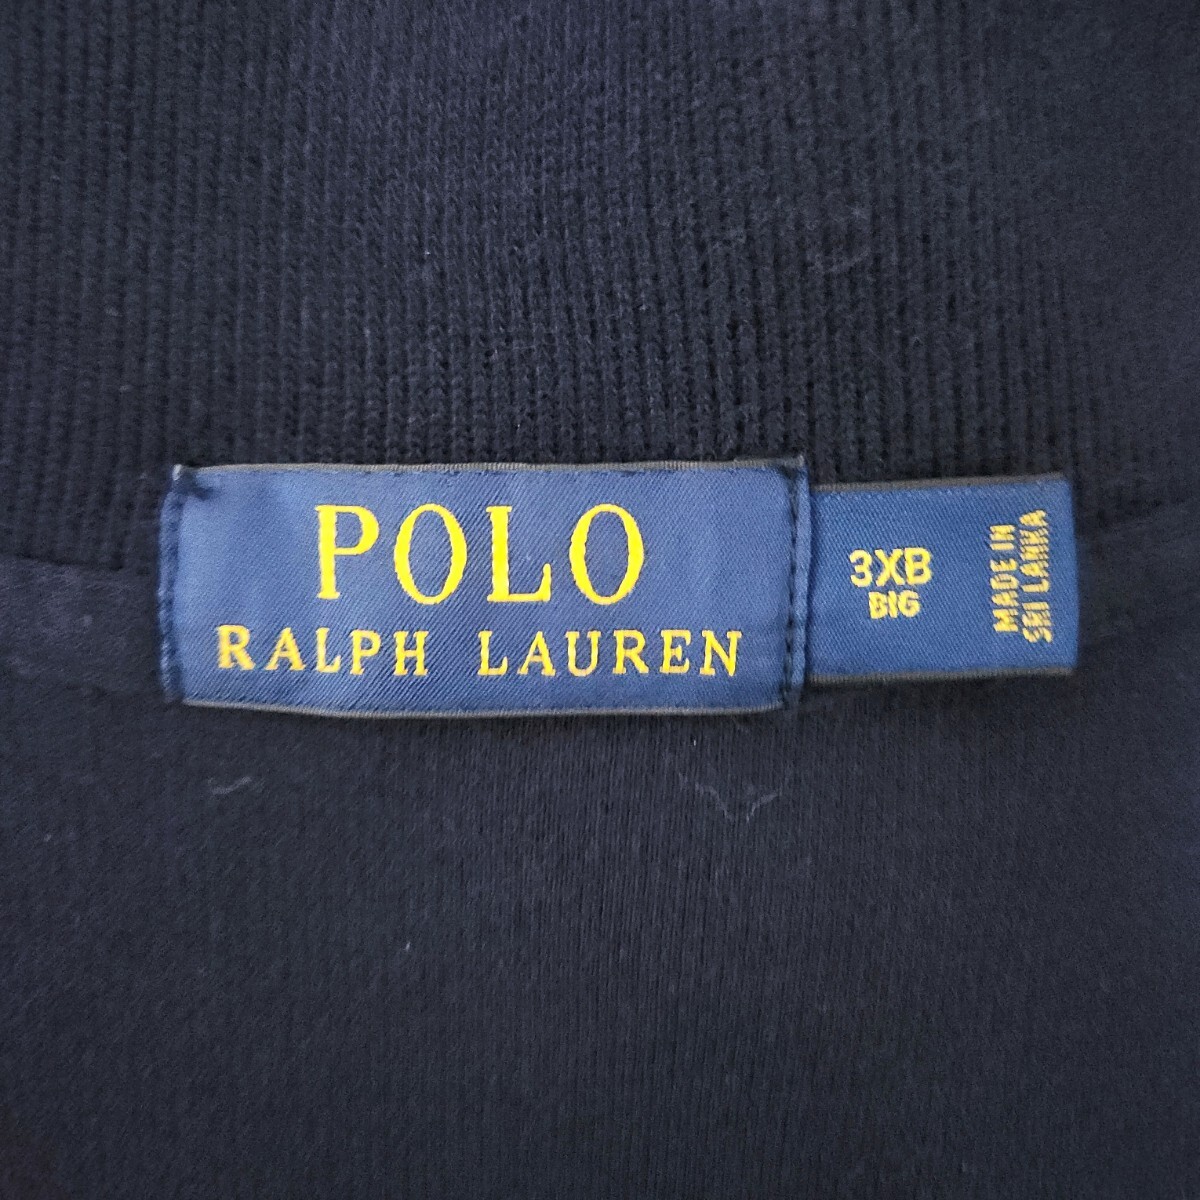 POLO
RALPH LAUREN
3XB
BIG
MADE IN
SRI LANKA